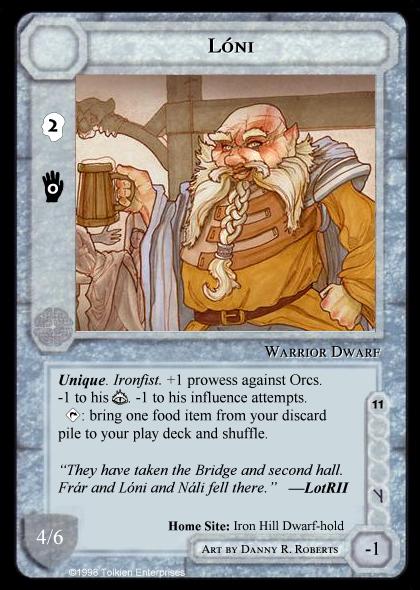 Lóni
2
Warrior Dwarf
Unique. Ironfist. +1 prowess against Orcs.
-1 to his . -1 to his influence attempts.
: bring one food item from your discard
pile to your play deck and shuffle.
“They have taken the Bridge and second hall.
Frár and Lóni and Náli fell there.” —LotRII
11
Home Site: Iron Hill Dwarf-hold
4/6
Art by Danny R. Roberts
-1
©1998 Tolkien Enterprises